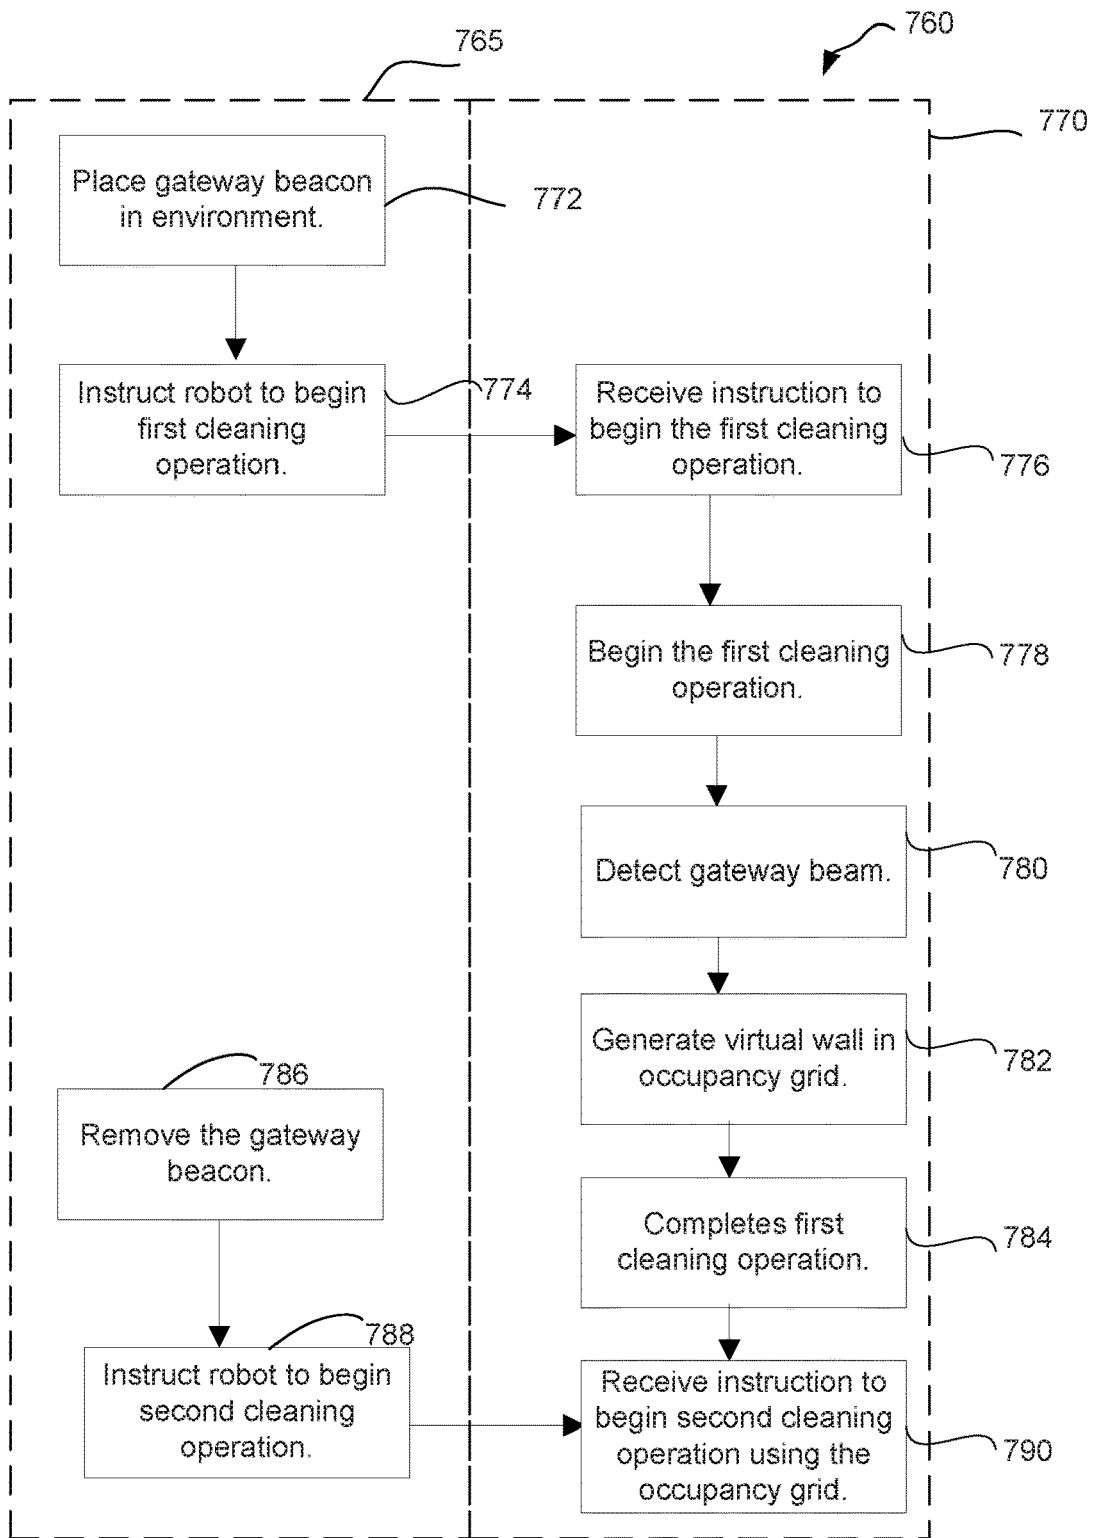 760
765
770
Place gateway beacon
in environment.
772
Instruct robot to begin
first cleaning
operation.
774
Receive instruction to
begin the first cleaning
operation.
776
Begin the first cleaning
operation.
778
Detect gateway beam.
780
Generate virtual wall in
occupancy grid.
782
786
Remove the gateway
beacon.
Completes first
cleaning operation.
784
788
Instruct robot to begin
second cleaning
operation.
Receive instruction to
begin second cleaning
operation using the
occupancy grid.
790